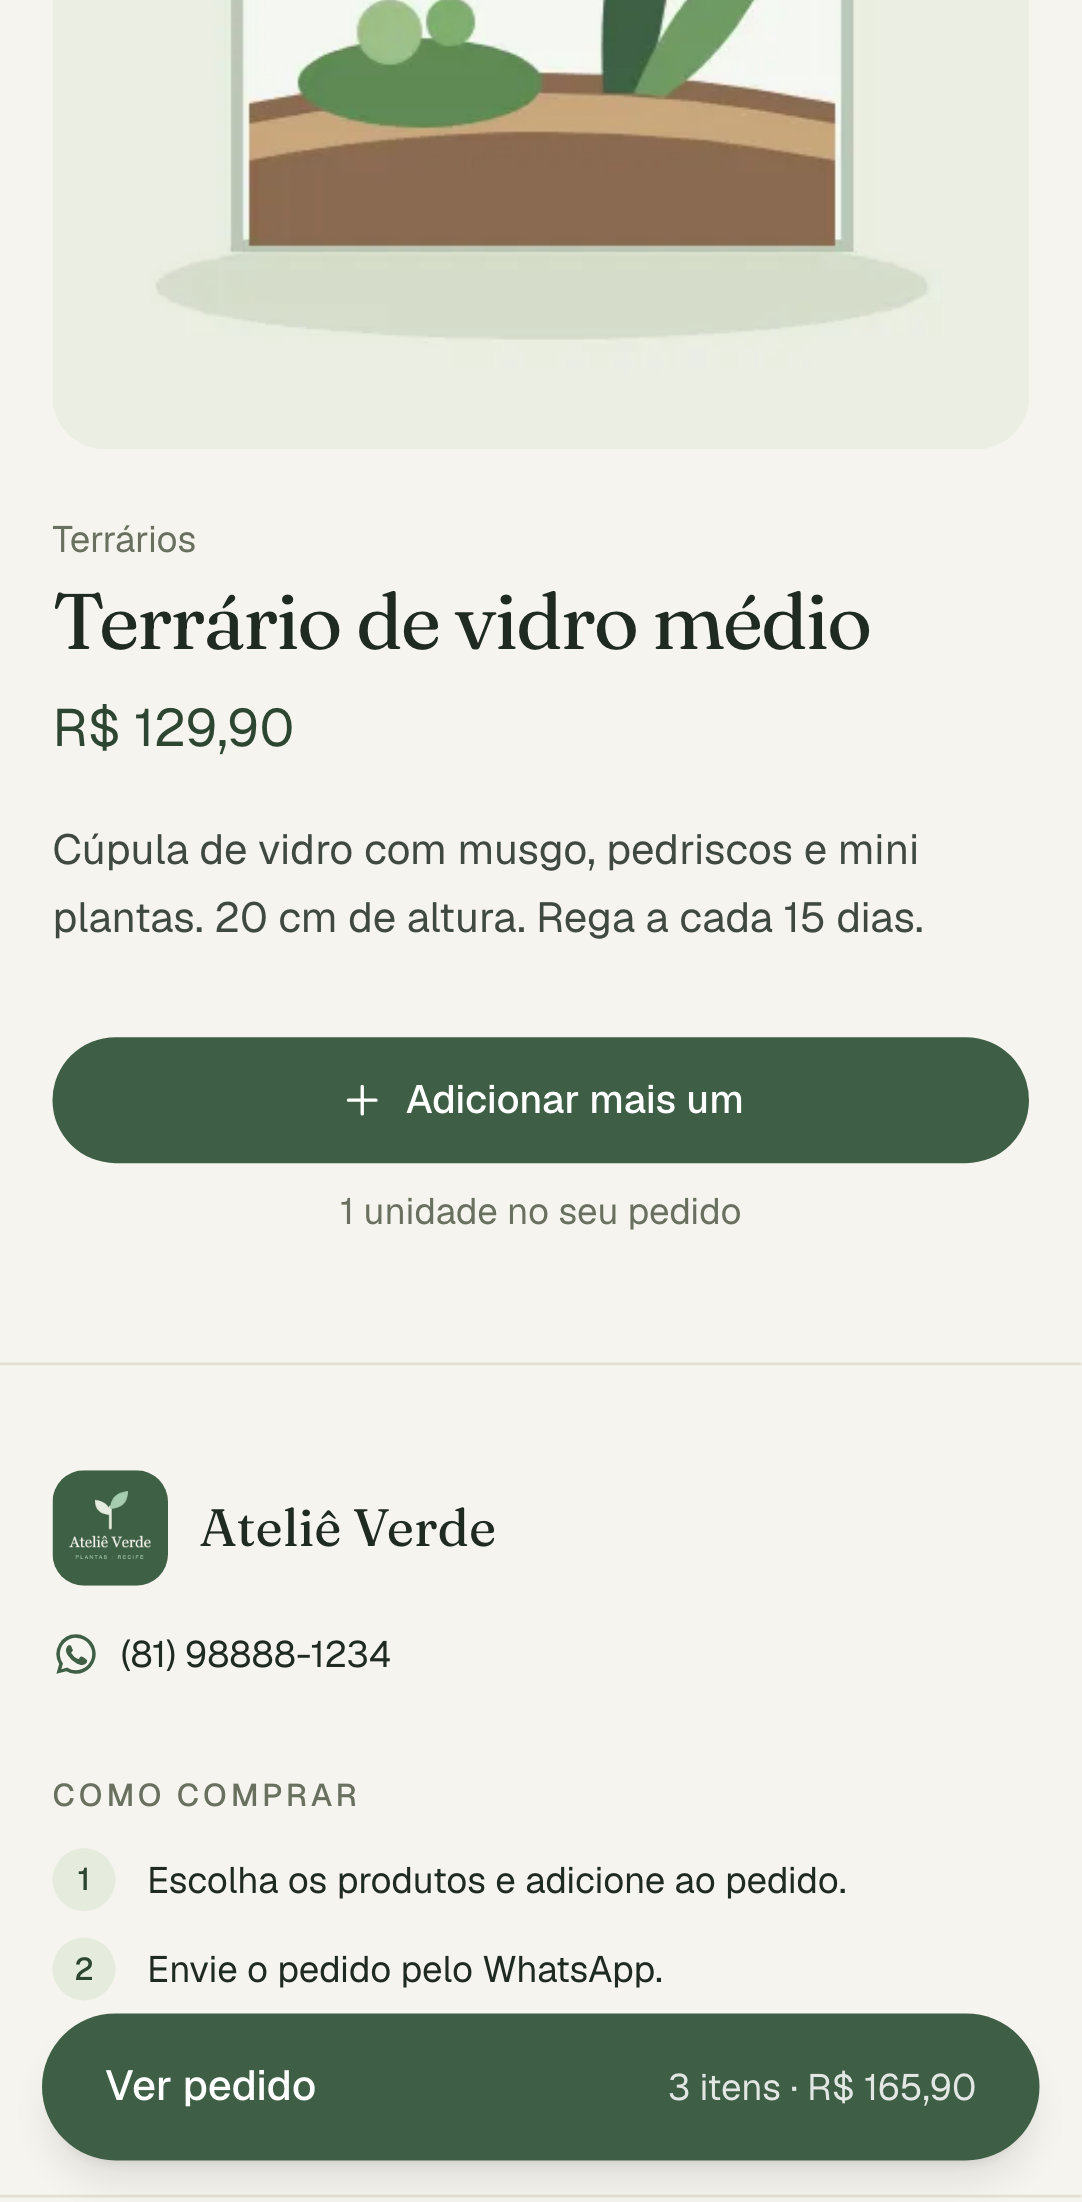 Terrários
Terrário de vidro médio
R$ 129,90
Cúpula de vidro com musgo, pedriscos e mini
plantas. 20 cm de altura. Rega a cada 15 dias.
+ Adicionar mais um
1 unidade no seu pedido
Ateliê Verde
PLANTAS · RECIFE
Ateliê Verde
(81) 98888-1234
COMO COMPRAR
1 Escolha os produtos e adicione ao pedido.
2 Envie o pedido pelo WhatsApp.
Ver pedido 3 itens · R$ 165,90